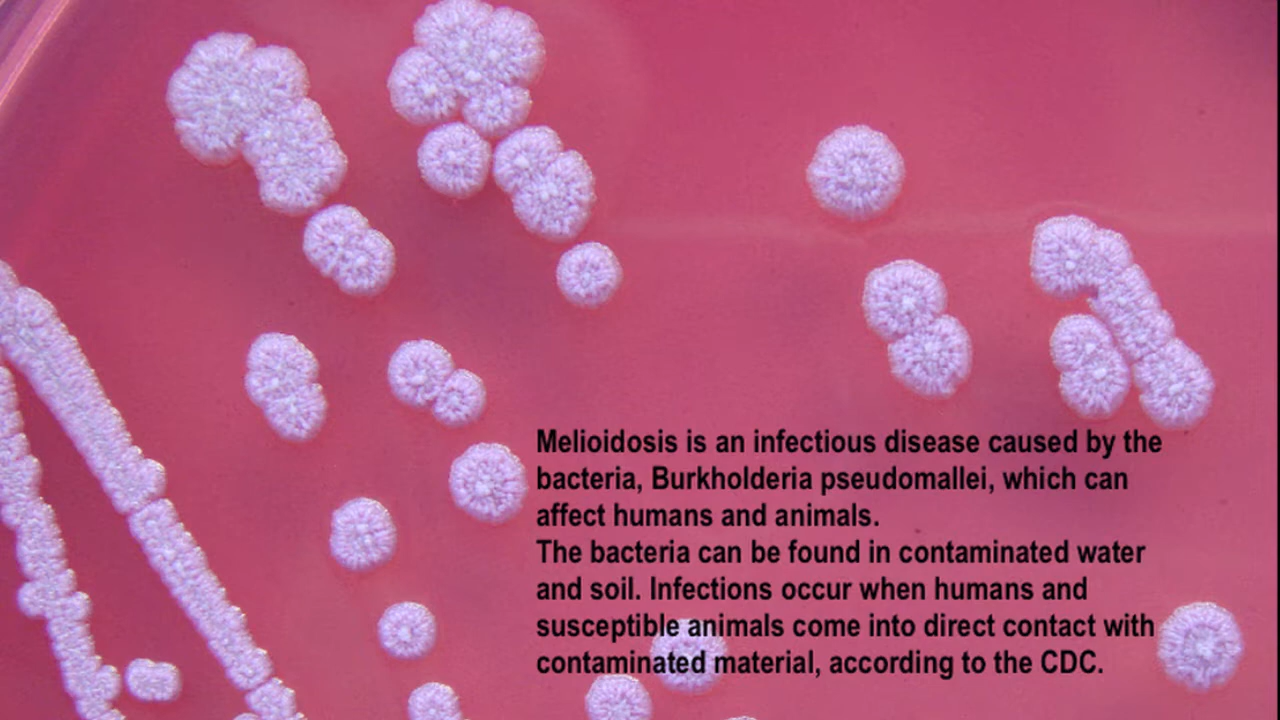 Melioidosis is an infectious disease caused by the
bacteria, Burkholderia pseudomallei, which can
affect humans and animals.
The bacteria can be found in contaminated water
and soil. Infections occur when humans and
susceptible animals come into direct contact with
contaminated material, according to the CDC.